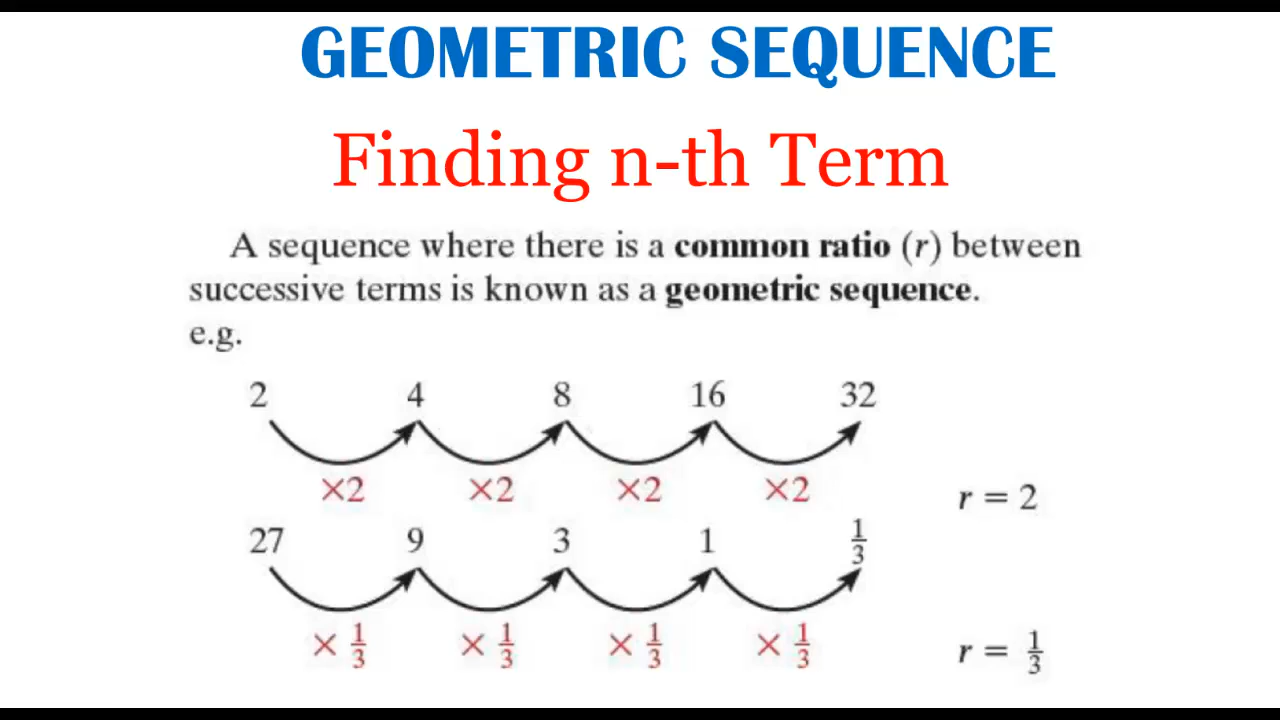 GEOMETRIC SEQUENCE
Finding n-th Term
A sequence where there is a common ratio (r) between
successive terms is known as a geometric sequence.
e.g.
2 4 8 16 32
×2 ×2 ×2 ×2 r = 2
27 9 3 1 1/3
× 1/3 × 1/3 × 1/3 × 1/3 r = 1/3